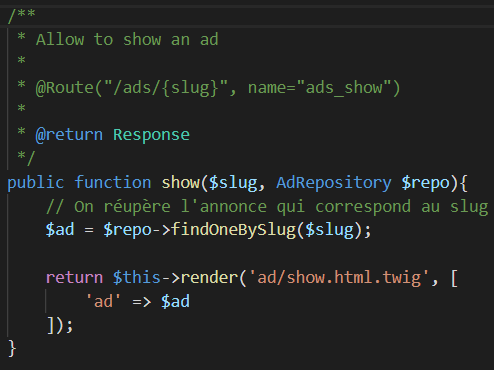 /**
 * Allow to show an ad
 *
 * @Route("/ads/{slug}", name="ads_show")
 *
 * @return Response
 */
public function show($slug, AdRepository $repo){
    // On réupère l'annonce qui correspond au slug
    $ad = $repo->findOneBySlug($slug);

    return $this->render('ad/show.html.twig', [
        'ad' => $ad
    ]);
}